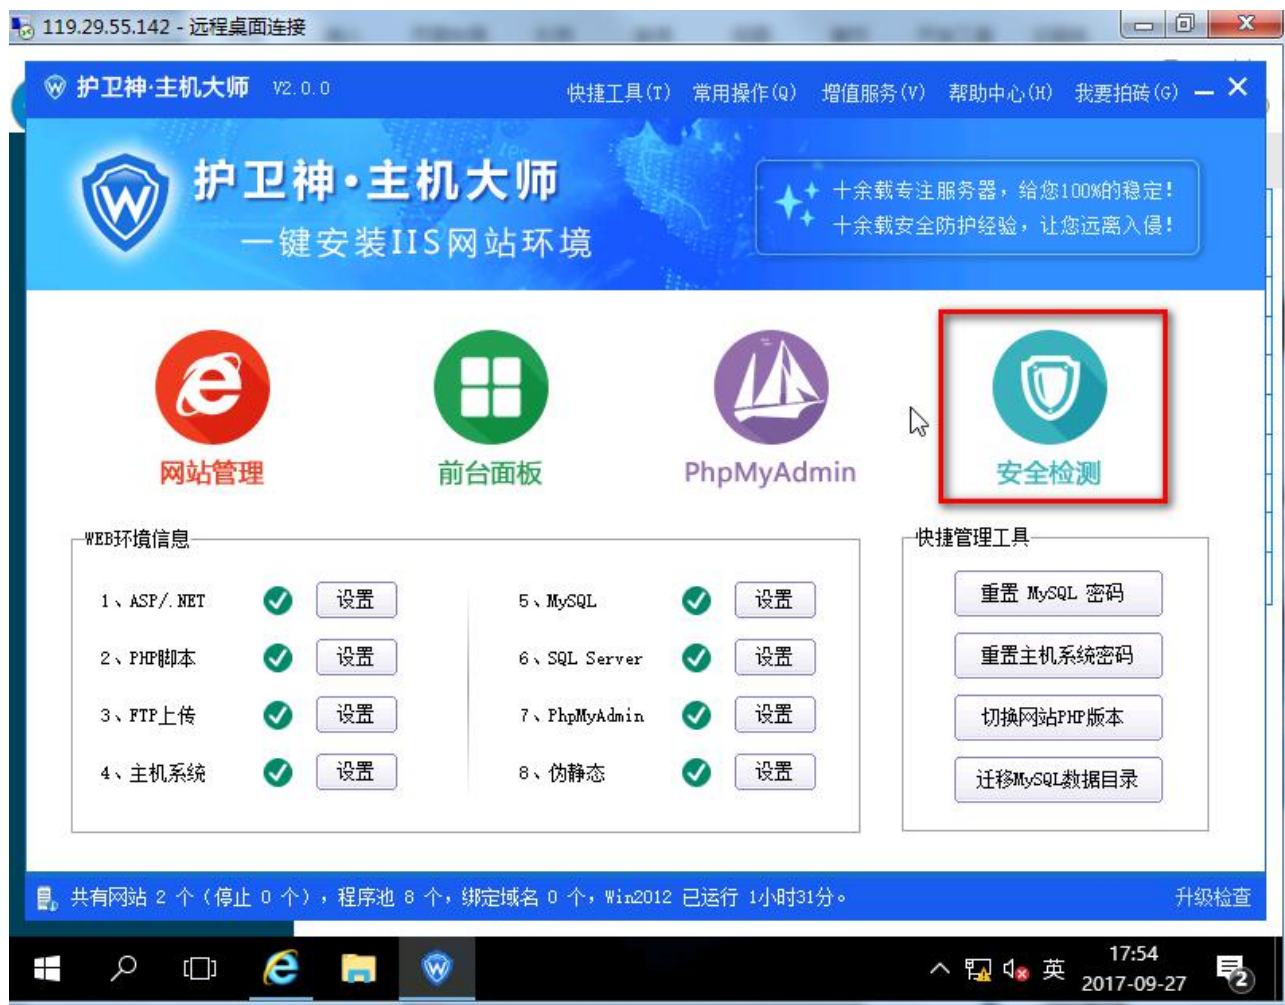 119.29.55.142 - 远程桌面连接
护卫神·主机大师 V2.0.0 快捷工具(T) 常用操作(Q) 增值服务(V) 帮助中心(H) 我要拍砖(G)
护卫神·主机大师
一键安装IIS网站环境
十余载专注服务器，给您100%的稳定！
十余载安全防护经验，让您远离入侵！
网站管理 前台面板 PhpMyAdmin 安全检测
WEB环境信息 快捷管理工具
1、ASP/.NET 设置 5、MySQL 设置 重置 MySQL 密码
2、PHP脚本 设置 6、SQL Server 设置 重置主机系统密码
3、FTP上传 设置 7、PhpMyAdmin 设置 切换网站PHP版本
4、主机系统 设置 8、伪静态 设置 迁移MySQL数据目录
共有网站 2 个（停止 0 个），程序池 8 个，绑定域名 0 个，Win2012 已运行 1小时31分。 升级检查
英 17:54
2017-09-27 2